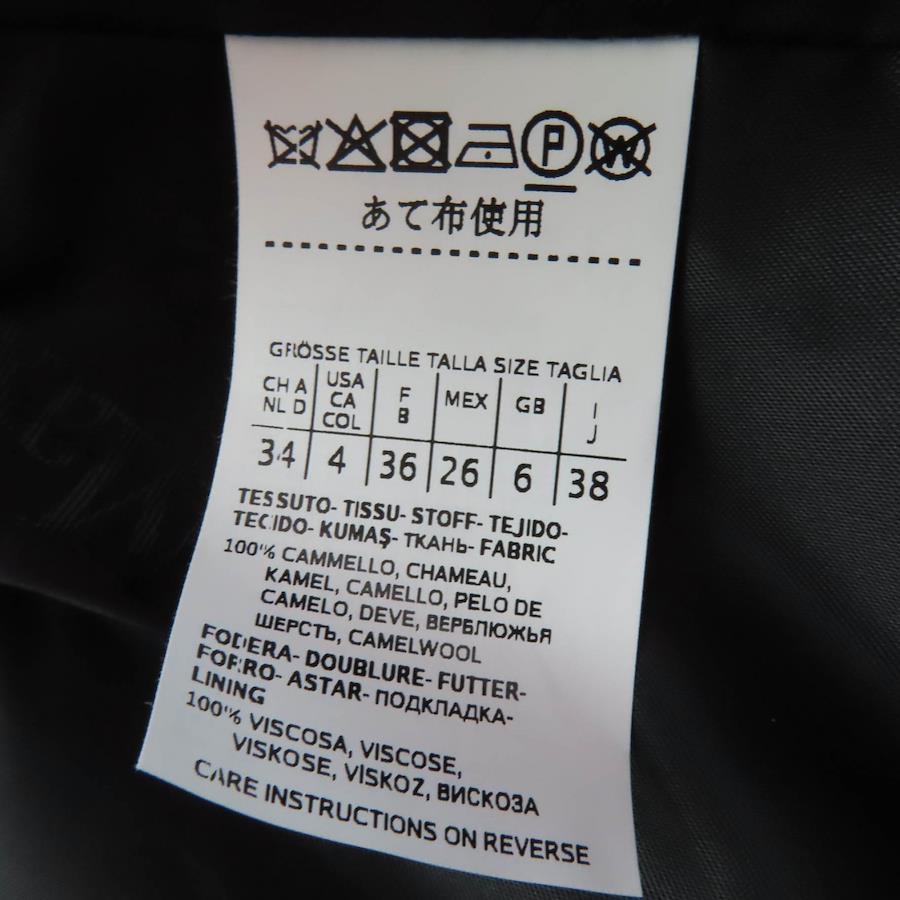 P W
あて布使用
GRÖSSE TAILLE TALLA SIZE TAGLIA
CH A NL D USA CA COL F B MEX GB I J
34 4 36 26 6 38
TESSUTO- TISSU- STOFF- TEJIDO-
TECIDO- KUMAŞ- ТКАНЬ- FABRIC
100% CAMMELLO, CHAMEAU,
KAMEL, CAMELLO, PELO DE
CAMELO, DEVE, ВЕРБЛЮЖЬЯ
ШЕРСТЬ, CAMELWOOL
FODERA- DOUBLURE- FUTTER-
FORRO- ASTAR- ПОДКЛАДКА-
LINING
100% VISCOSA, VISCOSE,
VISKOSE, VISKOZ, ВИСКОЗА
CARE INSTRUCTIONS ON REVERSE